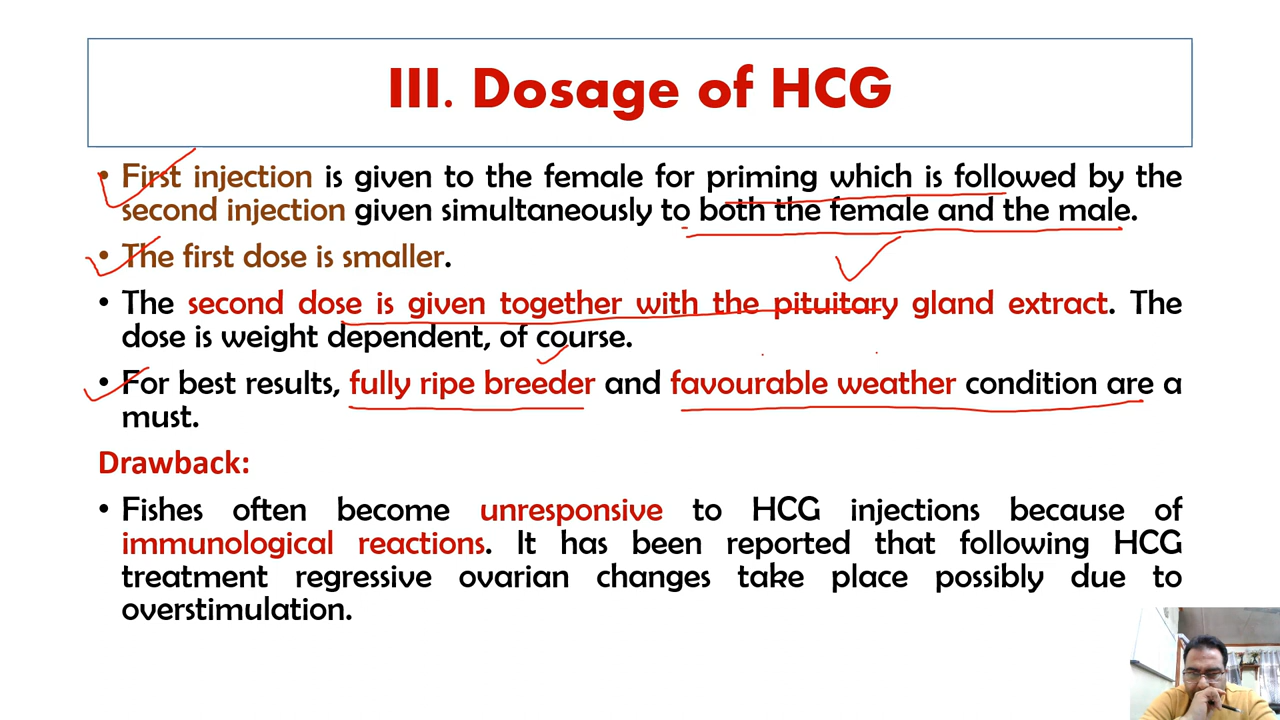 III. Dosage of HCG
• First injection is given to the female for priming which is followed by the
second injection given simultaneously to both the female and the male.
• The first dose is smaller.
• The second dose is given together with the pituitary gland extract. The
dose is weight dependent, of course.
• For best results, fully ripe breeder and favourable weather condition are a
must.
Drawback:
• Fishes often become unresponsive to HCG injections because of
immunological reactions. It has been reported that following HCG
treatment regressive ovarian changes take place possibly due to
overstimulation.